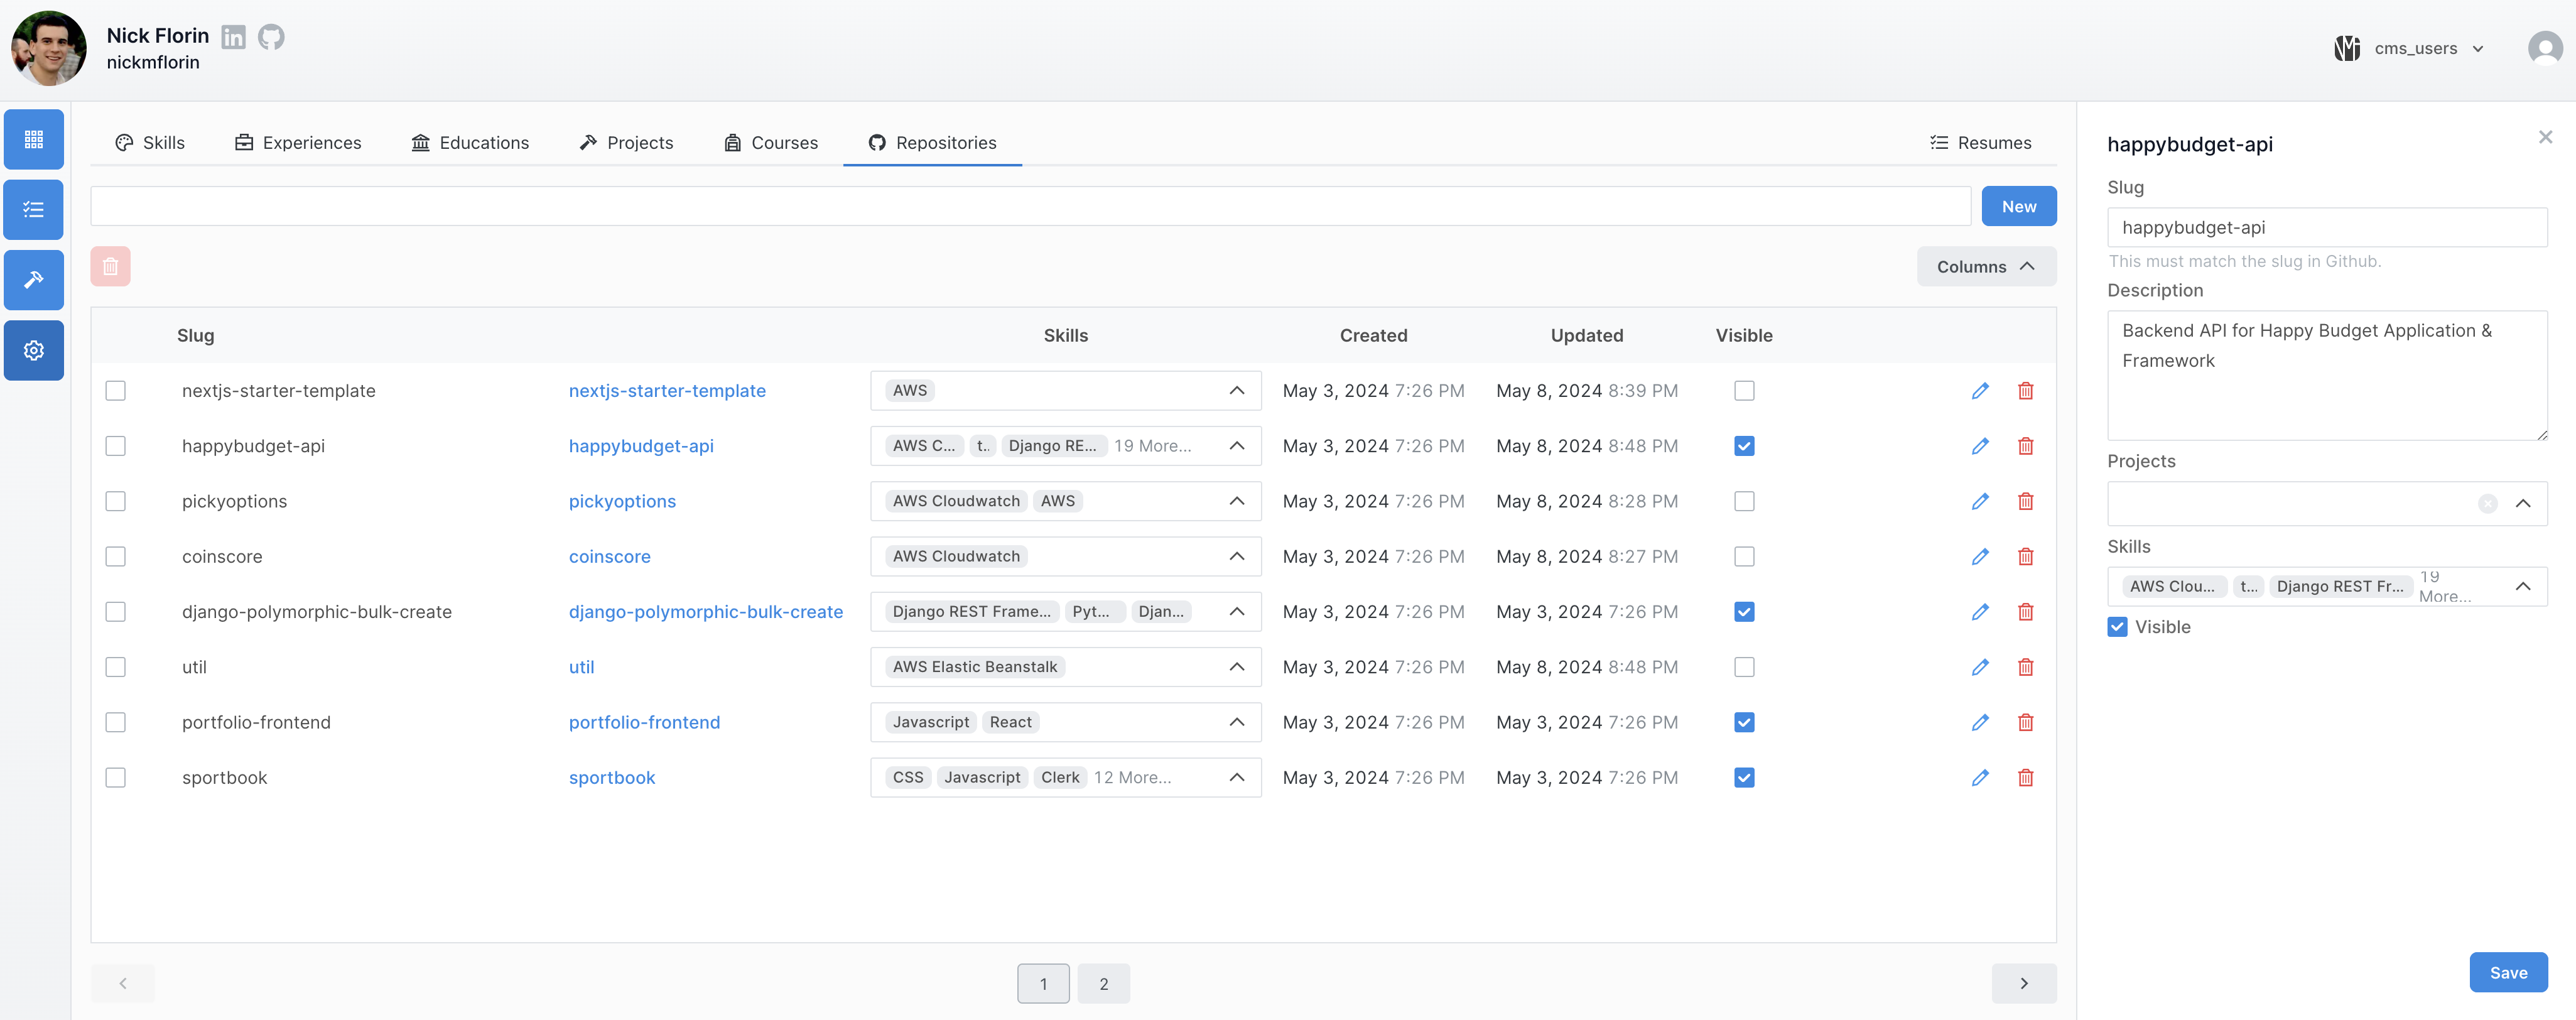 Nick Florin
nickmflorin
cms_users
Skills Experiences Educations Projects Courses Repositories Resumes
New
Columns
Slug Skills Created Updated Visible
nextjs-starter-template nextjs-starter-template AWS May 3, 2024 7:26 PM May 8, 2024 8:39 PM
happybudget-api happybudget-api AWS C... t.. Django RE... 19 More... May 3, 2024 7:26 PM May 8, 2024 8:48 PM
pickyoptions pickyoptions AWS Cloudwatch AWS May 3, 2024 7:26 PM May 8, 2024 8:28 PM
coinscore coinscore AWS Cloudwatch May 3, 2024 7:26 PM May 8, 2024 8:27 PM
django-polymorphic-bulk-create django-polymorphic-bulk-create Django REST Frame... Pyt... Djan... May 3, 2024 7:26 PM May 3, 2024 7:26 PM
util util AWS Elastic Beanstalk May 3, 2024 7:26 PM May 8, 2024 8:48 PM
portfolio-frontend portfolio-frontend Javascript React May 3, 2024 7:26 PM May 3, 2024 7:26 PM
sportbook sportbook CSS Javascript Clerk 12 More... May 3, 2024 7:26 PM May 3, 2024 7:26 PM
1 2
happybudget-api
Slug
happybudget-api
This must match the slug in Github.
Description
Backend API for Happy Budget Application &
Framework
Projects
Skills
AWS Clou... t... Django REST Fr... 19
More...
Visible
Save